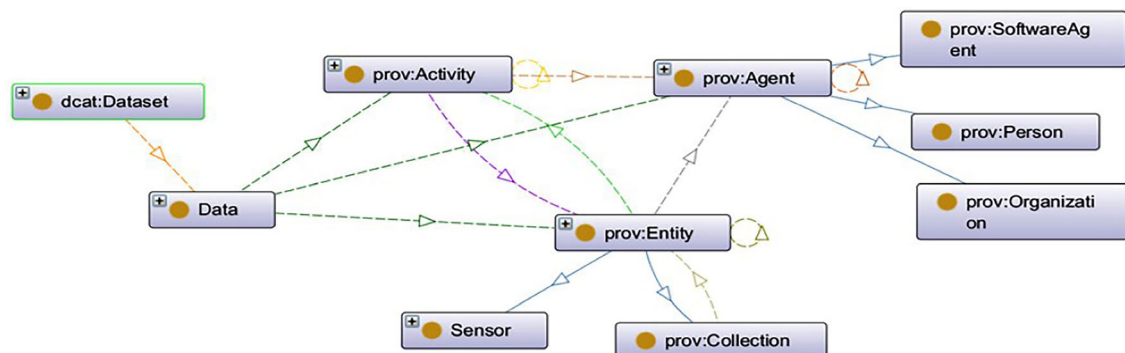 prov:SoftwareAg
ent
prov:Activity
prov:Agent
dcat:Dataset
prov:Person
Data
prov:Organizati
on
prov:Entity
Sensor
prov:Collection